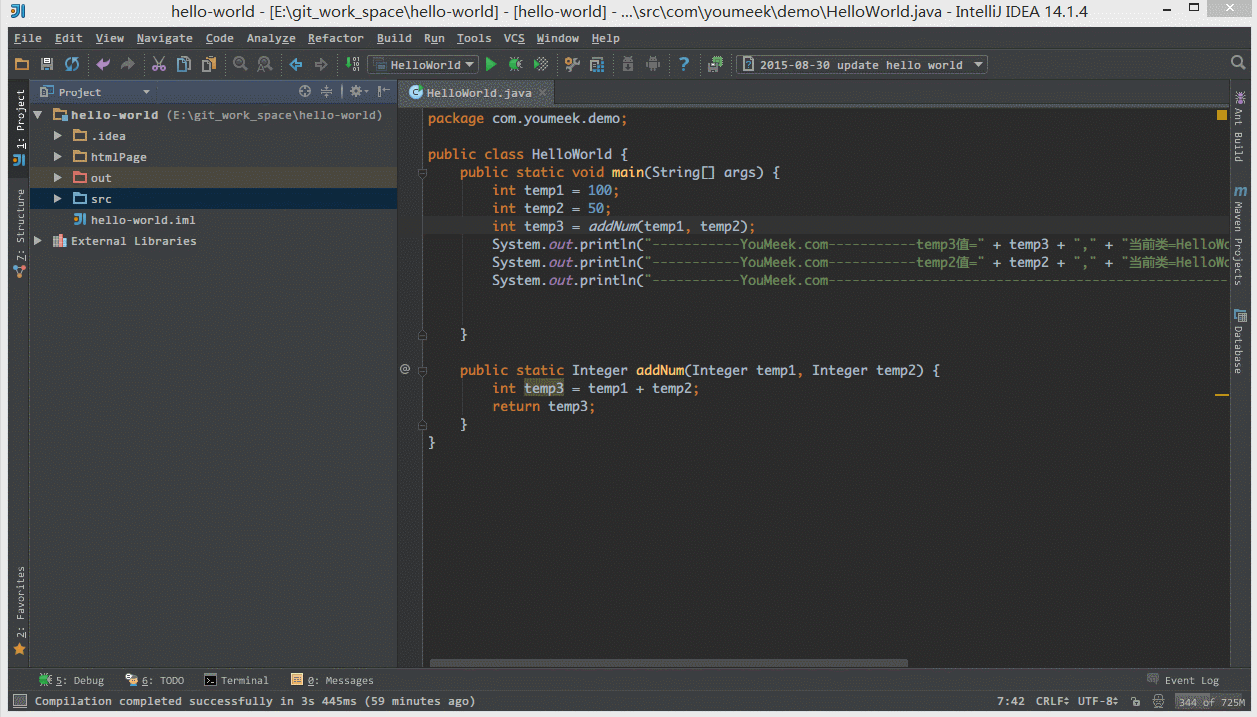 hello-world - [E:\git_work_space\hello-world] - [hello-world] - ...\src\com\youmeek\demo\HelloWorld.java - IntelliJ IDEA 14.1.4
File Edit View Navigate Code Analyze Refactor Build Run Tools VCS Window Help
HelloWorld
2015-08-30 update hello world
Project
HelloWorld.java
1: Project
7: Structure
2: Favorites
hello-world (E:\git_work_space\hello-world)
.idea
htmlPage
out
src
hello-world.iml
External Libraries
package com.youmeek.demo;
public class HelloWorld {
public static void main(String[] args) {
int temp1 = 100;
int temp2 = 50;
int temp3 = addNum(temp1, temp2);
System.out.println("-----------YouMeek.com-----------temp3值=" + temp3 + "," + "当前类=HelloWo
System.out.println("-----------YouMeek.com-----------temp2值=" + temp2 + "," + "当前类=HelloWo
System.out.println("-----------YouMeek.com--------------------------------------------------
}
@
public static Integer addNum(Integer temp1, Integer temp2) {
int temp3 = temp1 + temp2;
return temp3;
}
}
Ant Build
Maven Projects
Database
5: Debug 6: TODO Terminal 0: Messages Event Log
Compilation completed successfully in 3s 445ms (59 minutes ago) 7:42 CRLF UTF-8 344 of 725M